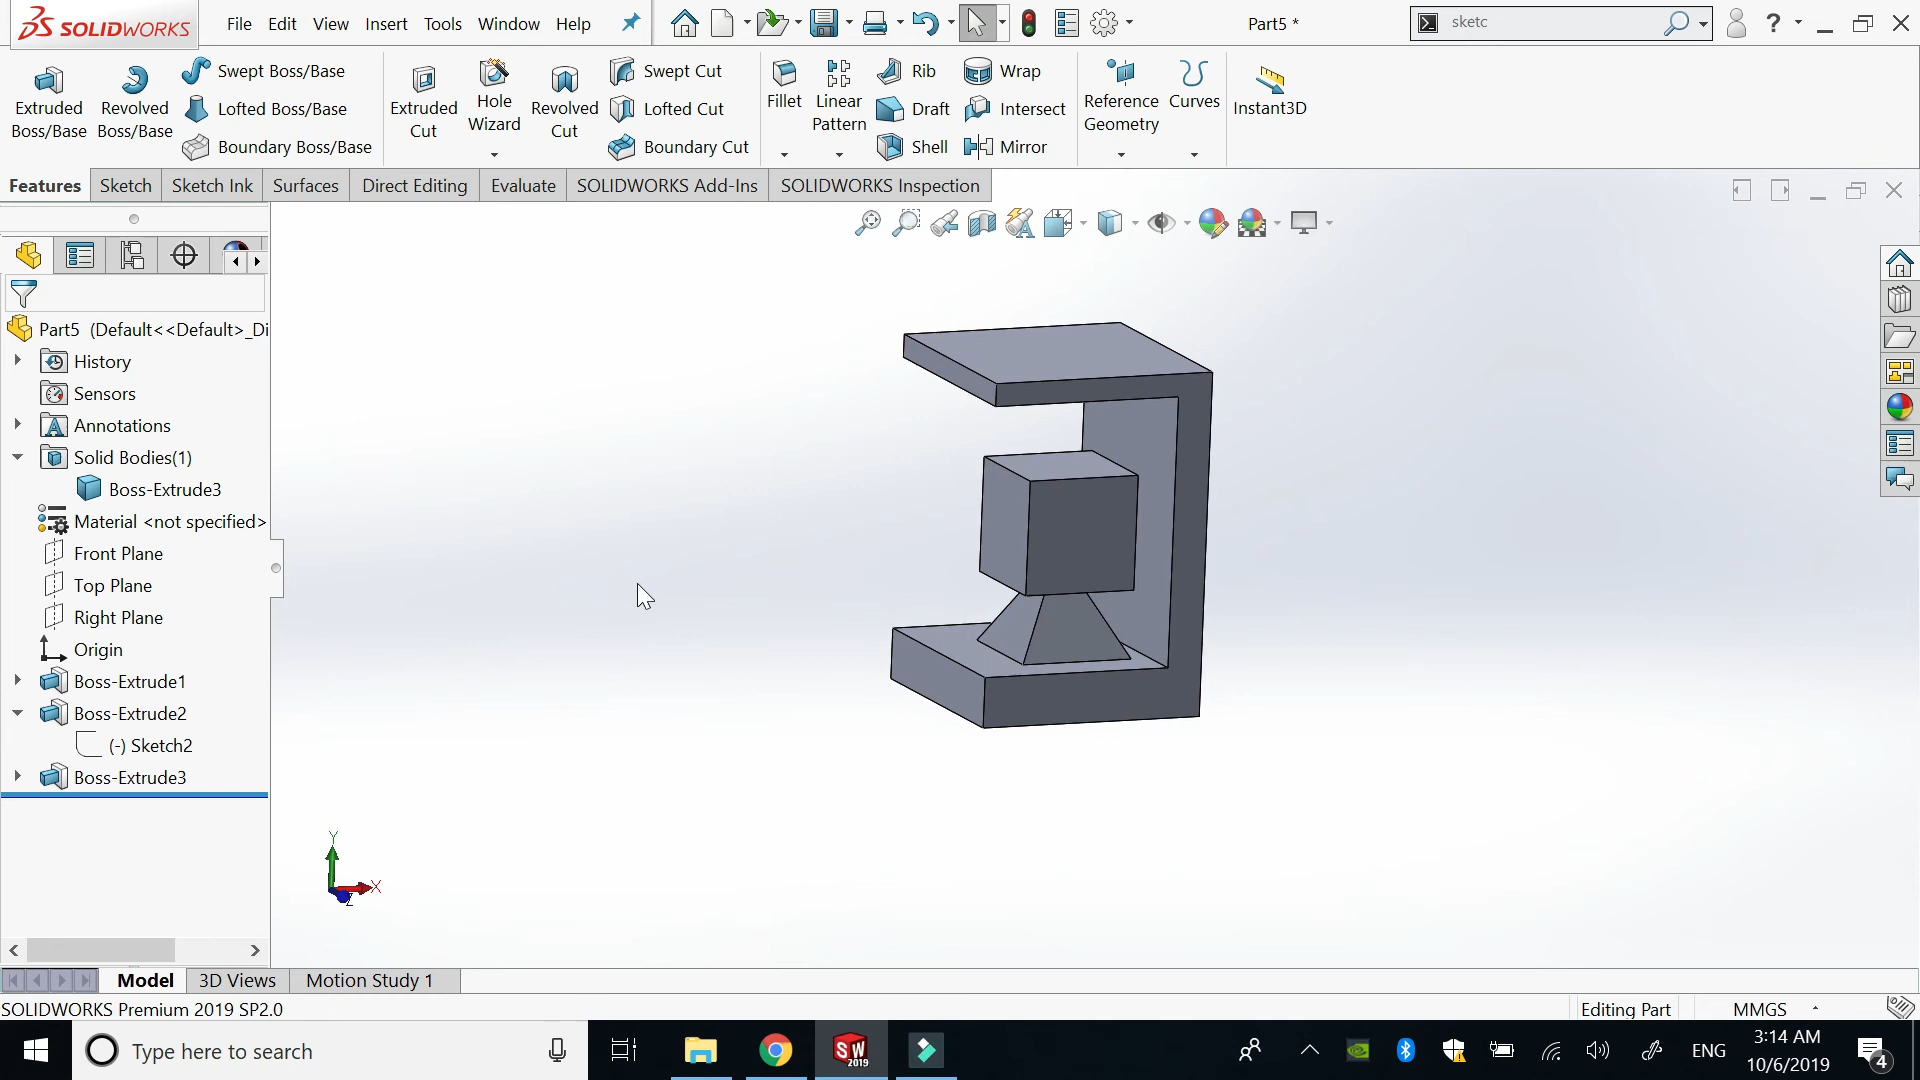 SOLIDWORKS File Edit View Insert Tools Window Help Part5 * sketc ?
Swept Boss/Base Swept Cut Rib Wrap
Extruded Boss/Base Revolved Boss/Base Lofted Boss/Base Extruded Cut Hole Wizard Revolved Cut Lofted Cut Fillet Linear Pattern Draft Intersect Reference Geometry Curves Instant3D
Boundary Boss/Base Boundary Cut Shell Mirror
Features Sketch Sketch Ink Surfaces Direct Editing Evaluate SOLIDWORKS Add-Ins SOLIDWORKS Inspection
Part5 (Default<<Default>_Di
History
Sensors
Annotations
Solid Bodies(1)
Boss-Extrude3
Material <not specified>
Front Plane
Top Plane
Right Plane
Origin
Boss-Extrude1
Boss-Extrude2
(-) Sketch2
Boss-Extrude3
Y
X
Z
Model 3D Views Motion Study 1
SOLIDWORKS Premium 2019 SP2.0 Editing Part MMGS
Type here to search SW 2019 ENG 3:14 AM 4
10/6/2019